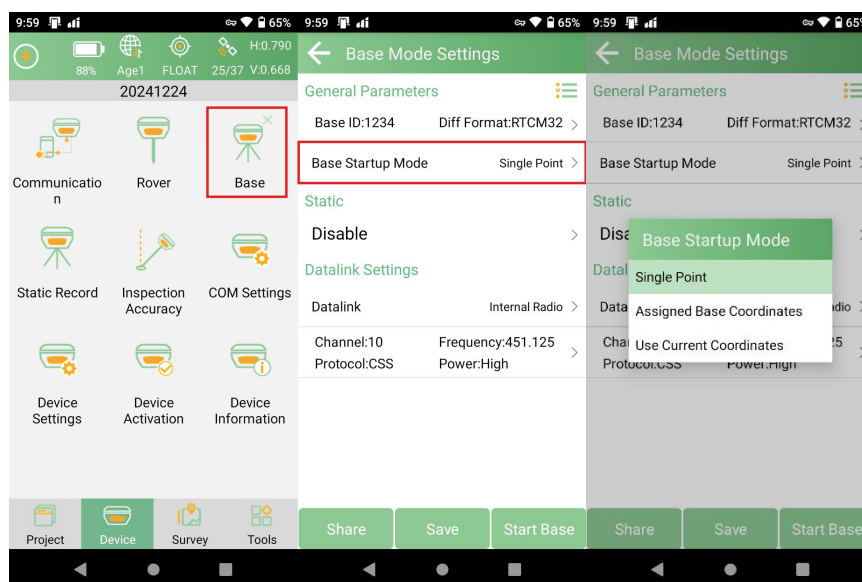 9:59
65%
88%
Age1
FLOAT
25/37
H:0.790
V:0.668
20241224
Communicatio
n
Rover
Base
Static Record
Inspection
Accuracy
COM Settings
Device
Settings
Device
Activation
Device
Information
Project
Device
Survey
Tools
9:59
65%
Base Mode Settings
General Parameters
Base ID:1234 Diff Format:RTCM32
Base Startup Mode Single Point
Static
Disable
Datalink Settings
Datalink Internal Radio
Channel:10 Frequency:451.125
Protocol:CSS Power:High
Share
Save
Start Base
9:59
65%
Base Mode Settings
General Parameters
Base ID:1234 Diff Format:RTCM32
Base Startup Mode Single Point
Static
Base Startup Mode
Single Point
Assigned Base Coordinates
Use Current Coordinates
Protocol:CSS Power:High
Share
Save
Start Base